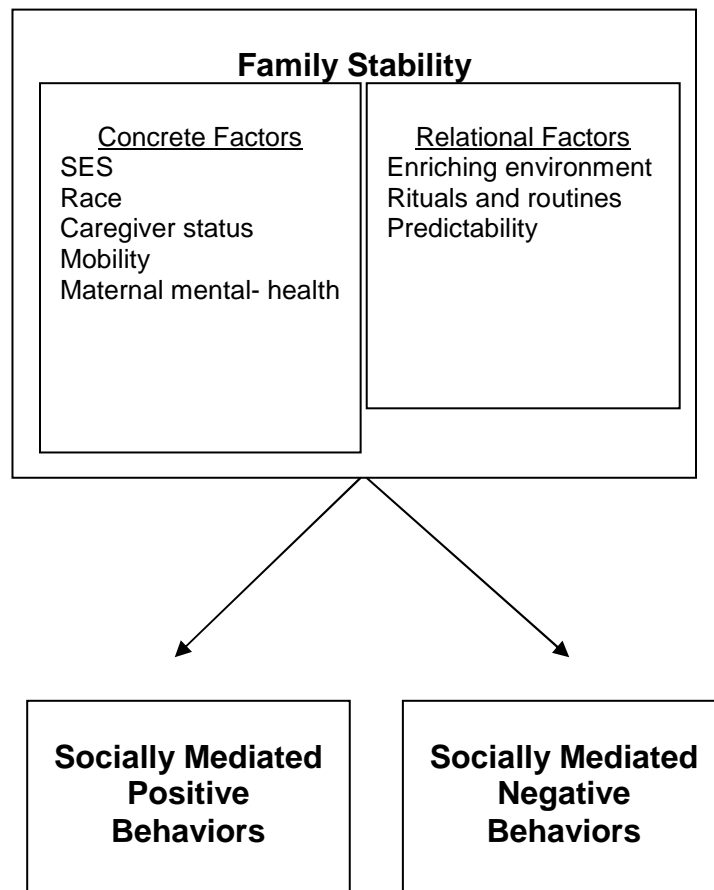 Family Stability
Concrete Factors
SES
Race
Caregiver status
Mobility
Maternal mental- health
Relational Factors
Enriching environment
Rituals and routines
Predictability
Socially Mediated
Positive
Behaviors
Socially Mediated
Negative
Behaviors